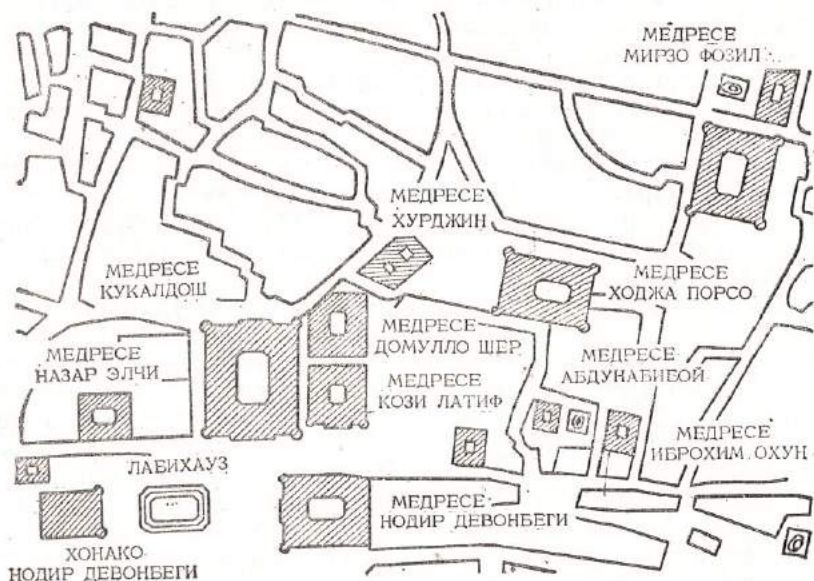 МЕДРЕСЕ
МИРЗО ФОЗИЛ
МЕДРЕСЕ
ХУРДЖИН
МЕДРЕСЕ
КУКАЛДОШ
МЕДРЕСЕ
ХОДЖА ПОРСО
МЕДРЕСЕ
ДОМУЛЛО ШЕР
МЕДРЕСЕ
НАЗАР ЭЛЧИ
МЕДРЕСЕ
АБДУНАБИБОЙ
МЕДРЕСЕ
КОЗИ ЛАТИФ
МЕДРЕСЕ
ИБРОХИМ ОХУН
ЛАБИХАУЗ
МЕДРЕСЕ
НОДИР ДЕВОНБЕГИ
ХОНАКО
НОДИР ДЕВОНБЕГИ